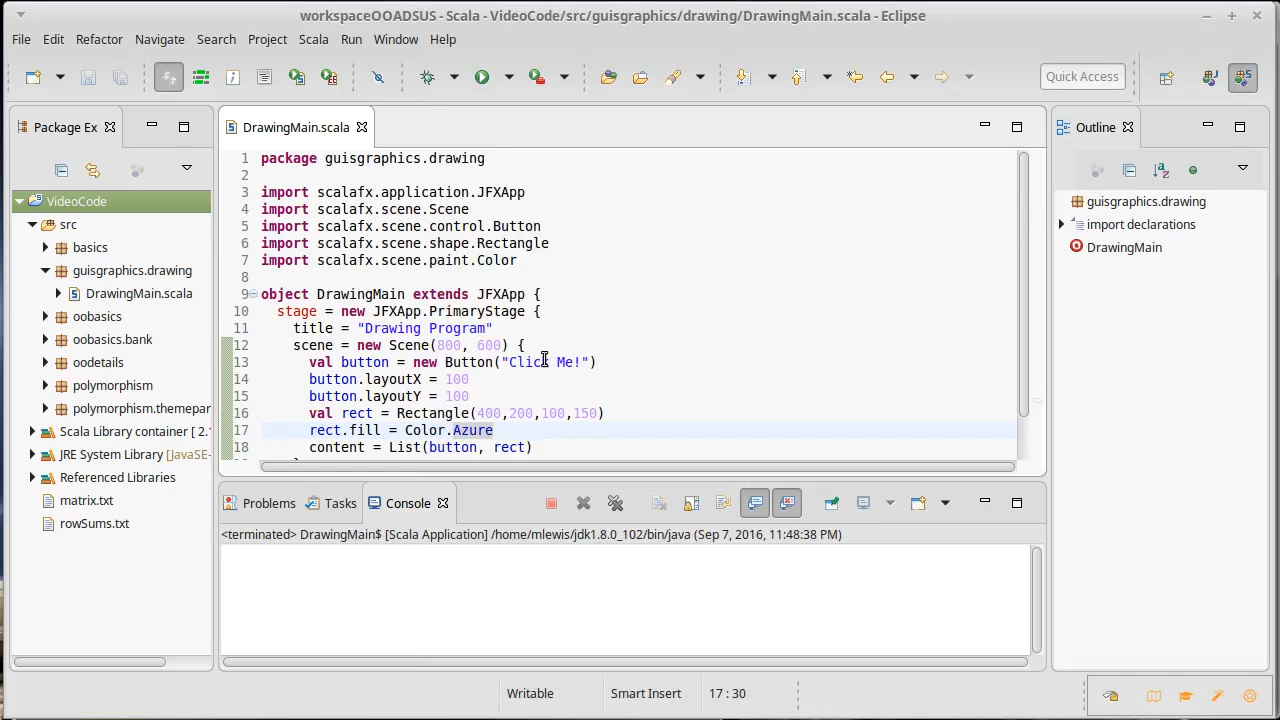 workspaceOOADSUS - Scala - VideoCode/src/guisgraphics/drawing/DrawingMain.scala - Eclipse
File Edit Refactor Navigate Search Project Scala Run Window Help
Quick Access
Package Ex
VideoCode
src
basics
guisgraphics.drawing
DrawingMain.scala
oobasics
oobasics.bank
oodetails
polymorphism
polymorphism.themepar
Scala Library container [ 2.
JRE System Library [JavaSE-
Referenced Libraries
matrix.txt
rowSums.txt
DrawingMain.scala
1 package guisgraphics.drawing
2
3 import scalafx.application.JFXApp
4 import scalafx.scene.Scene
5 import scalafx.scene.control.Button
6 import scalafx.scene.shape.Rectangle
7 import scalafx.scene.paint.Color
8
9 object DrawingMain extends JFXApp {
10 stage = new JFXApp.PrimaryStage {
11 title = "Drawing Program"
12 scene = new Scene(800, 600) {
13 val button = new Button("Click Me!")
14 button.layoutX = 100
15 button.layoutY = 100
16 val rect = Rectangle(400,200,100,150)
17 rect.fill = Color.Azure
18 content = List(button, rect)
Outline
guisgraphics.drawing
import declarations
DrawingMain
Problems Tasks Console
<terminated> DrawingMain$ [Scala Application] /home/mlewis/jdk1.8.0_102/bin/java (Sep 7, 2016, 11:48:38 PM)
Writable Smart Insert 17 : 30